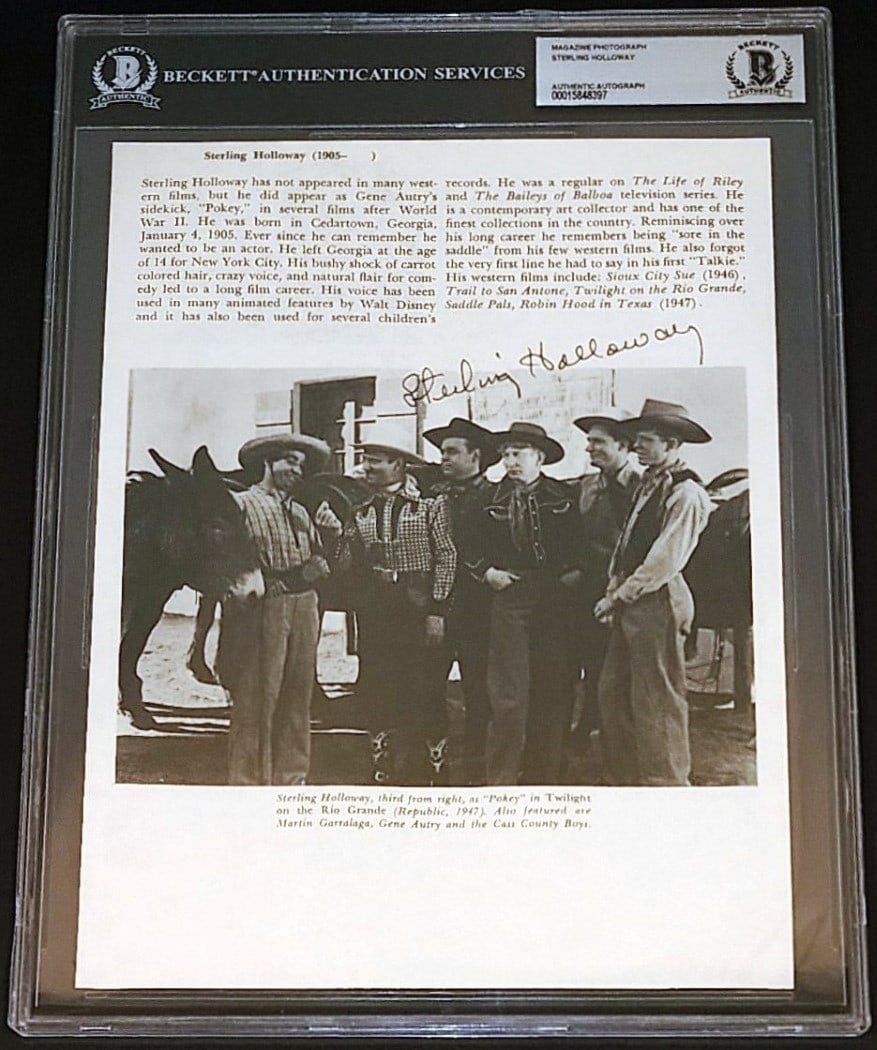 BECKETT
B
AUTHENTIC
BECKETT® AUTHENTICATION SERVICES
MAGAZINE PHOTOGRAPH
STERLING HOLLOWAY
AUTHENTIC AUTOGRAPH
00015848397
BECKETT
B
AUTHENTIC
Sterling Holloway (1905– )
Sterling Holloway has not appeared in many west-
ern films, but he did appear as Gene Autry's
sidekick, "Pokey," in several films after World
War II. He was born in Cedartown, Georgia,
January 4, 1905. Ever since he can remember he
wanted to be an actor. He left Georgia at the age
of 14 for New York City. His bushy shock of carrot
colored hair, crazy voice, and natural flair for com-
edy led to a long film career. His voice has been
used in many animated features by Walt Disney
and it has also been used for several children's
records. He was a regular on The Life of Riley
and The Baileys of Balboa television series. He
is a contemporary art collector and has one of the
finest collections in the country. Reminiscing over
his long career he remembers being "sore in the
saddle" from his few western films. He also forgot
the very first line he had to say in his first "Talkie."
His western films include: Sioux City Sue (1946),
Trail to San Antone, Twilight on the Rio Grande,
Saddle Pals, Robin Hood in Texas (1947).
Sterling Holloway
Sterling Holloway, third from right, as "Pokey" in Twilight
on the Rio Grande (Republic, 1947). Also featured are
Martin Garralaga, Gene Autry and the Cass County Boys.